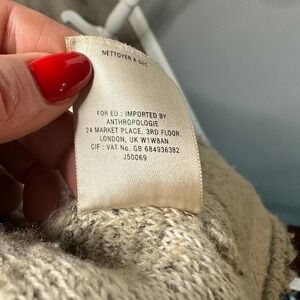 NETTOYER À SEC
FOR EU : IMPORTED BY
ANTHROPOLOGIE
24 MARKET PLACE, 3RD FLOOR
LONDON, UK W1W8AN
CIF : VAT No. GB 684936382
J50069